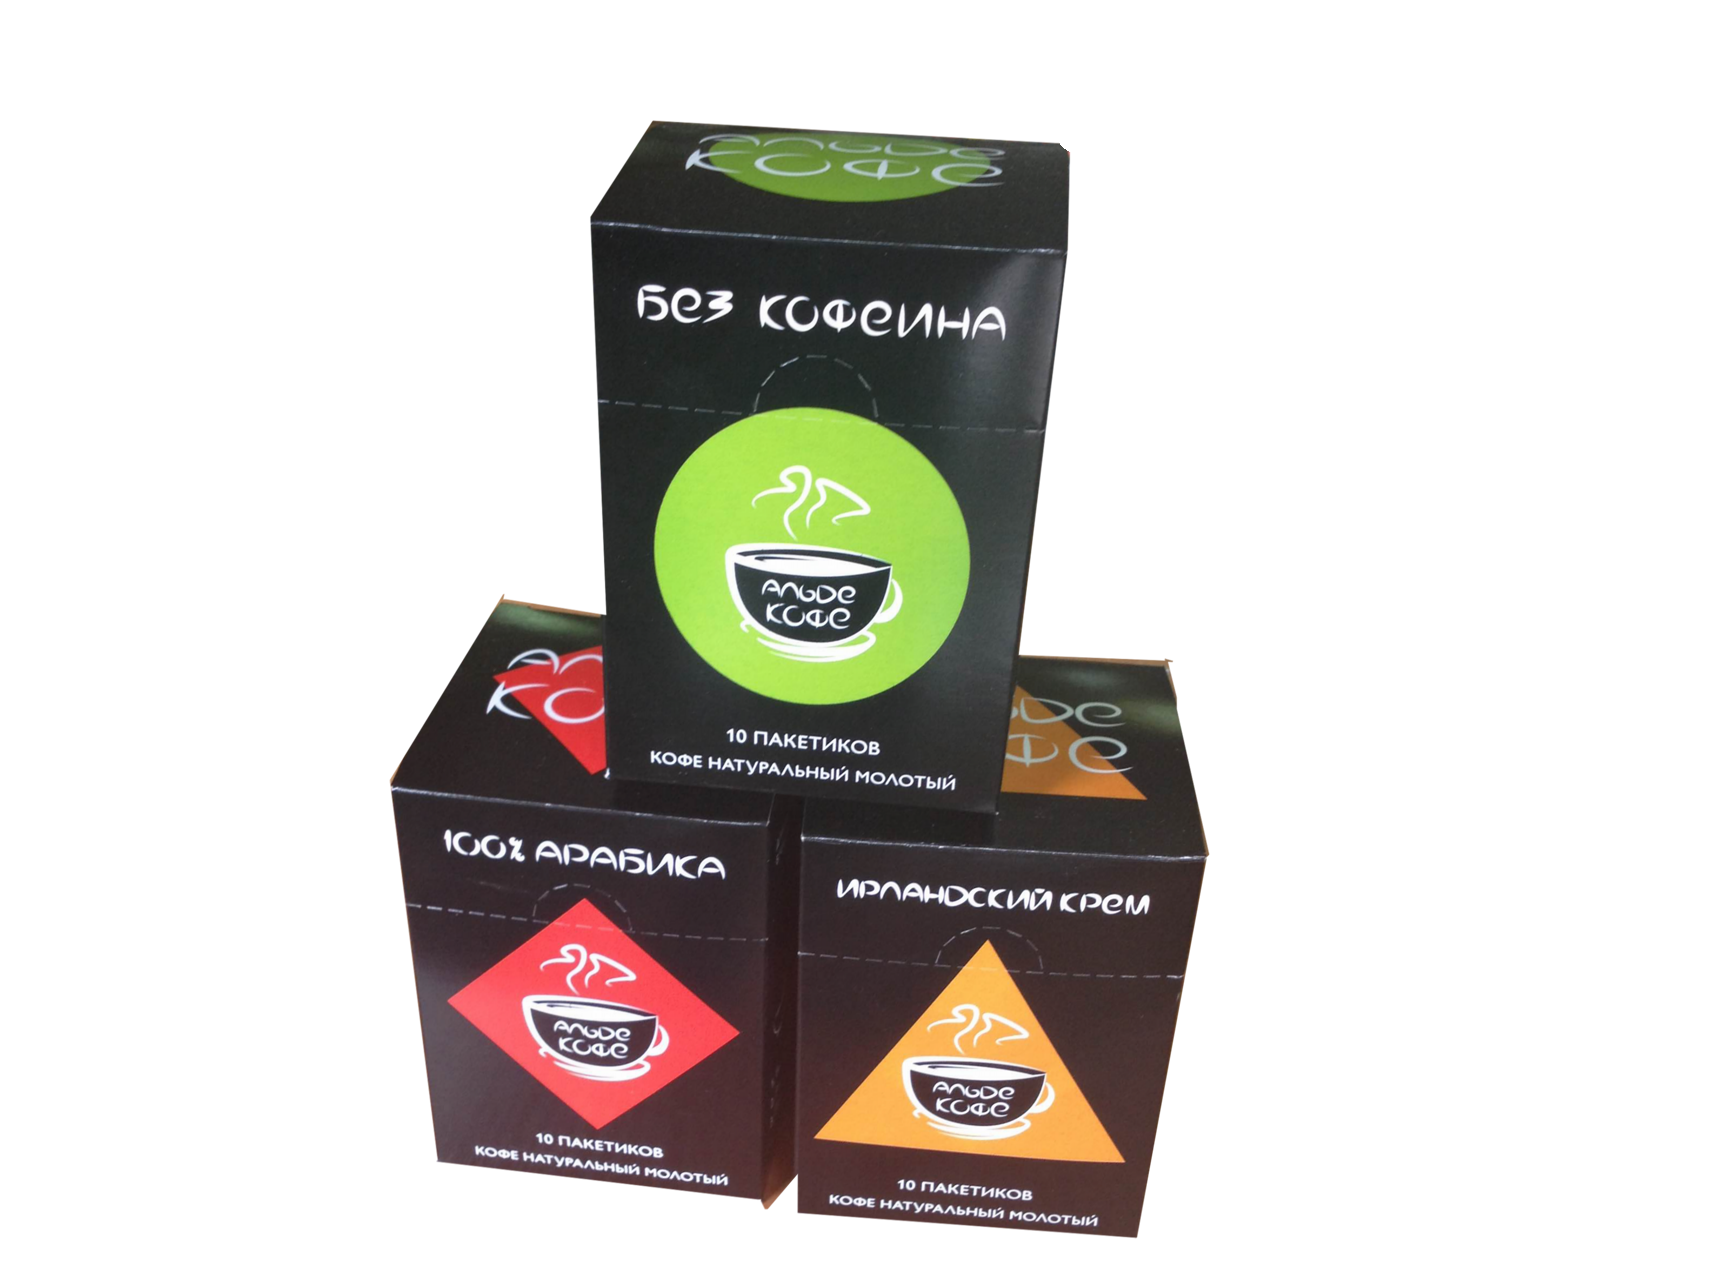 АЛЬДЕ
КОФЕ
БЕЗ КОФЕИНА
АЛЬДЕ
КОФЕ
10 ПАКЕТИКОВ
КОФЕ НАТУРАЛЬНЫЙ МОЛОТЫЙ
100% АРАБИКА
АЛЬДЕ
КОФЕ
10 ПАКЕТИКОВ
КОФЕ НАТУРАЛЬНЫЙ МОЛОТЫЙ
ИРЛАНДСКИЙ КРЕМ
АЛЬДЕ
КОФЕ
10 ПАКЕТИКОВ
КОФЕ НАТУРАЛЬНЫЙ МОЛОТЫЙ